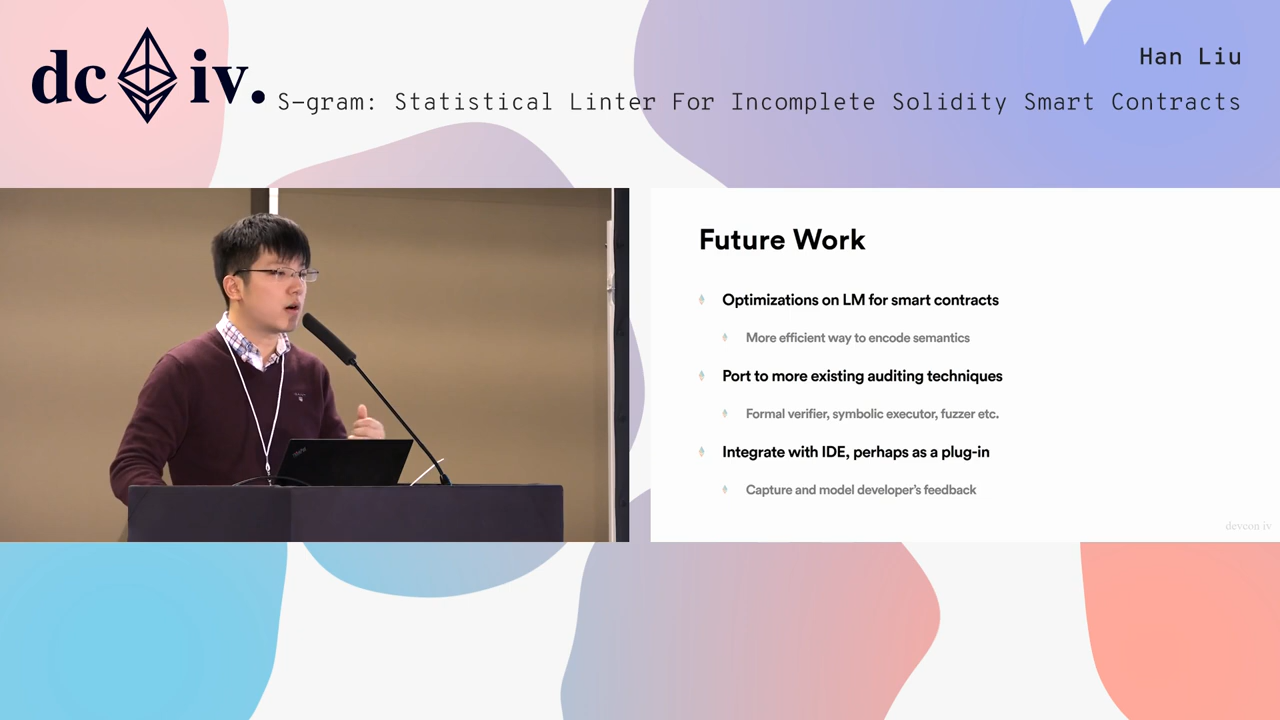 dc iv.
Han Liu
S-gram: Statistical Linter For Incomplete Solidity Smart Contracts
Future Work
Optimizations on LM for smart contracts
More efficient way to encode semantics
Port to more existing auditing techniques
Formal verifier, symbolic executor, fuzzer etc.
Integrate with IDE, perhaps as a plug-in
Capture and model developer's feedback
devcon iv